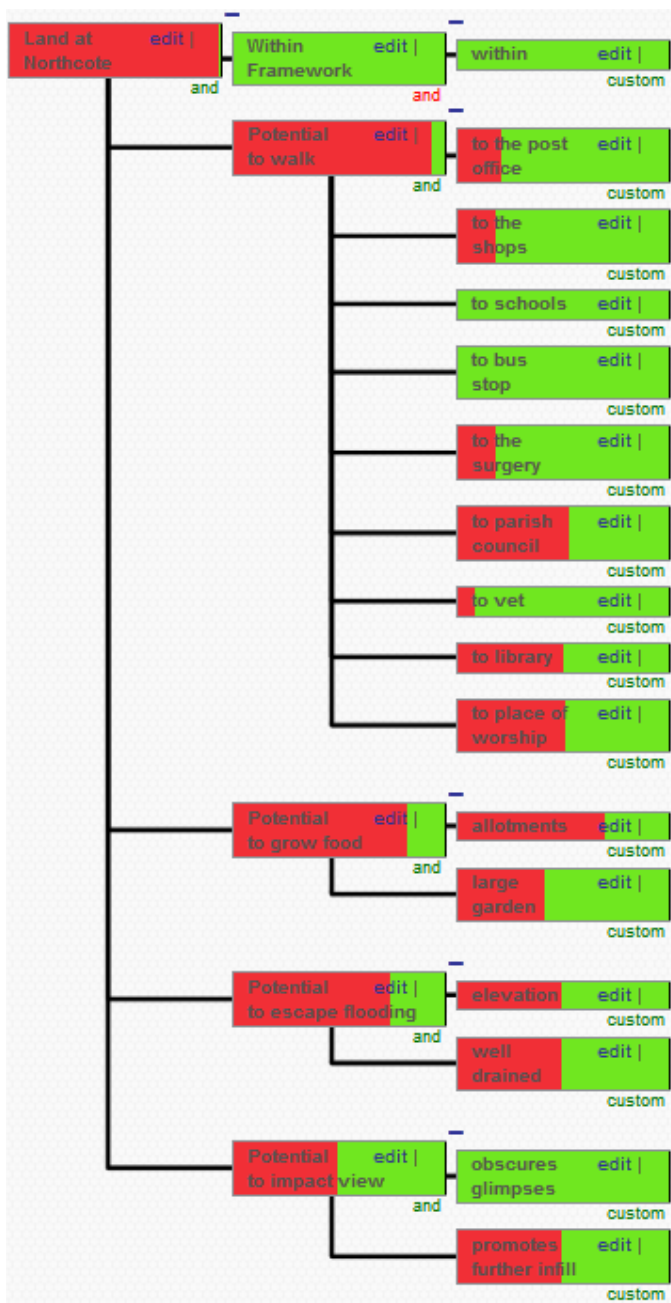 Land at edit |
Northcote
and
Within edit |
Framework
and
within edit |
custom
Potential edit |
to walk
and
to the post edit |
office
custom
to the edit |
shops
custom
to schools edit |
custom
to bus edit |
stop
custom
to the edit |
surgery
custom
to parish edit |
council
custom
to vet edit |
custom
to library edit |
custom
to place of edit |
worship
custom
Potential edit |
to grow food
and
allotments edit |
custom
large edit |
garden
custom
Potential edit |
to escape flooding
and
elevation edit |
custom
well edit |
drained
custom
Potential edit |
to impact view
and
obscures edit |
glimpses
custom
promotes edit |
further infill
custom